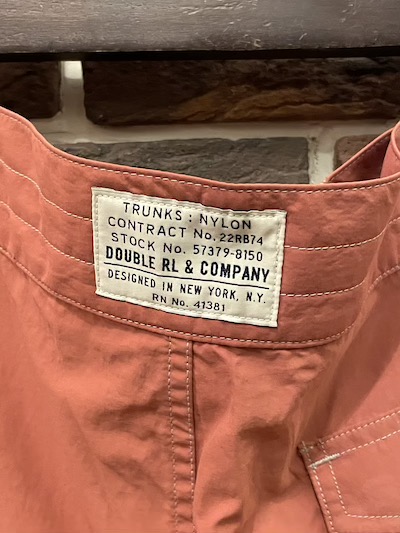 TRUNKS: NYLON
CONTRACT No. 22RB74
STOCK No. 57379-8150
DOUBLE RL & COMPANY
DESIGNED IN NEW YORK, N.Y.
RN No. 41381